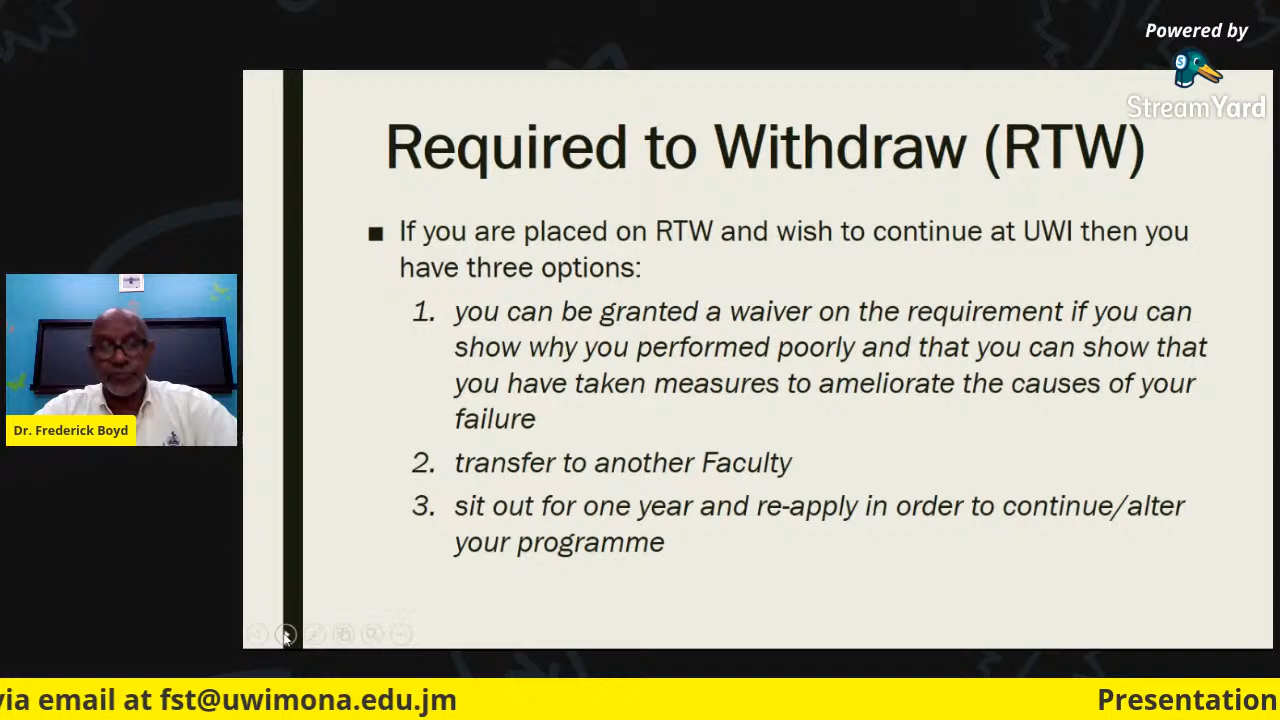 Powered by
StreamYard
Required to Withdraw (RTW)
■ If you are placed on RTW and wish to continue at UWI then you
have three options:
1. you can be granted a waiver on the requirement if you can
show why you performed poorly and that you can show that
you have taken measures to ameliorate the causes of your
failure
2. transfer to another Faculty
3. sit out for one year and re-apply in order to continue/alter
your programme
Dr. Frederick Boyd
via email at fst@uwimona.edu.jm
Presentation